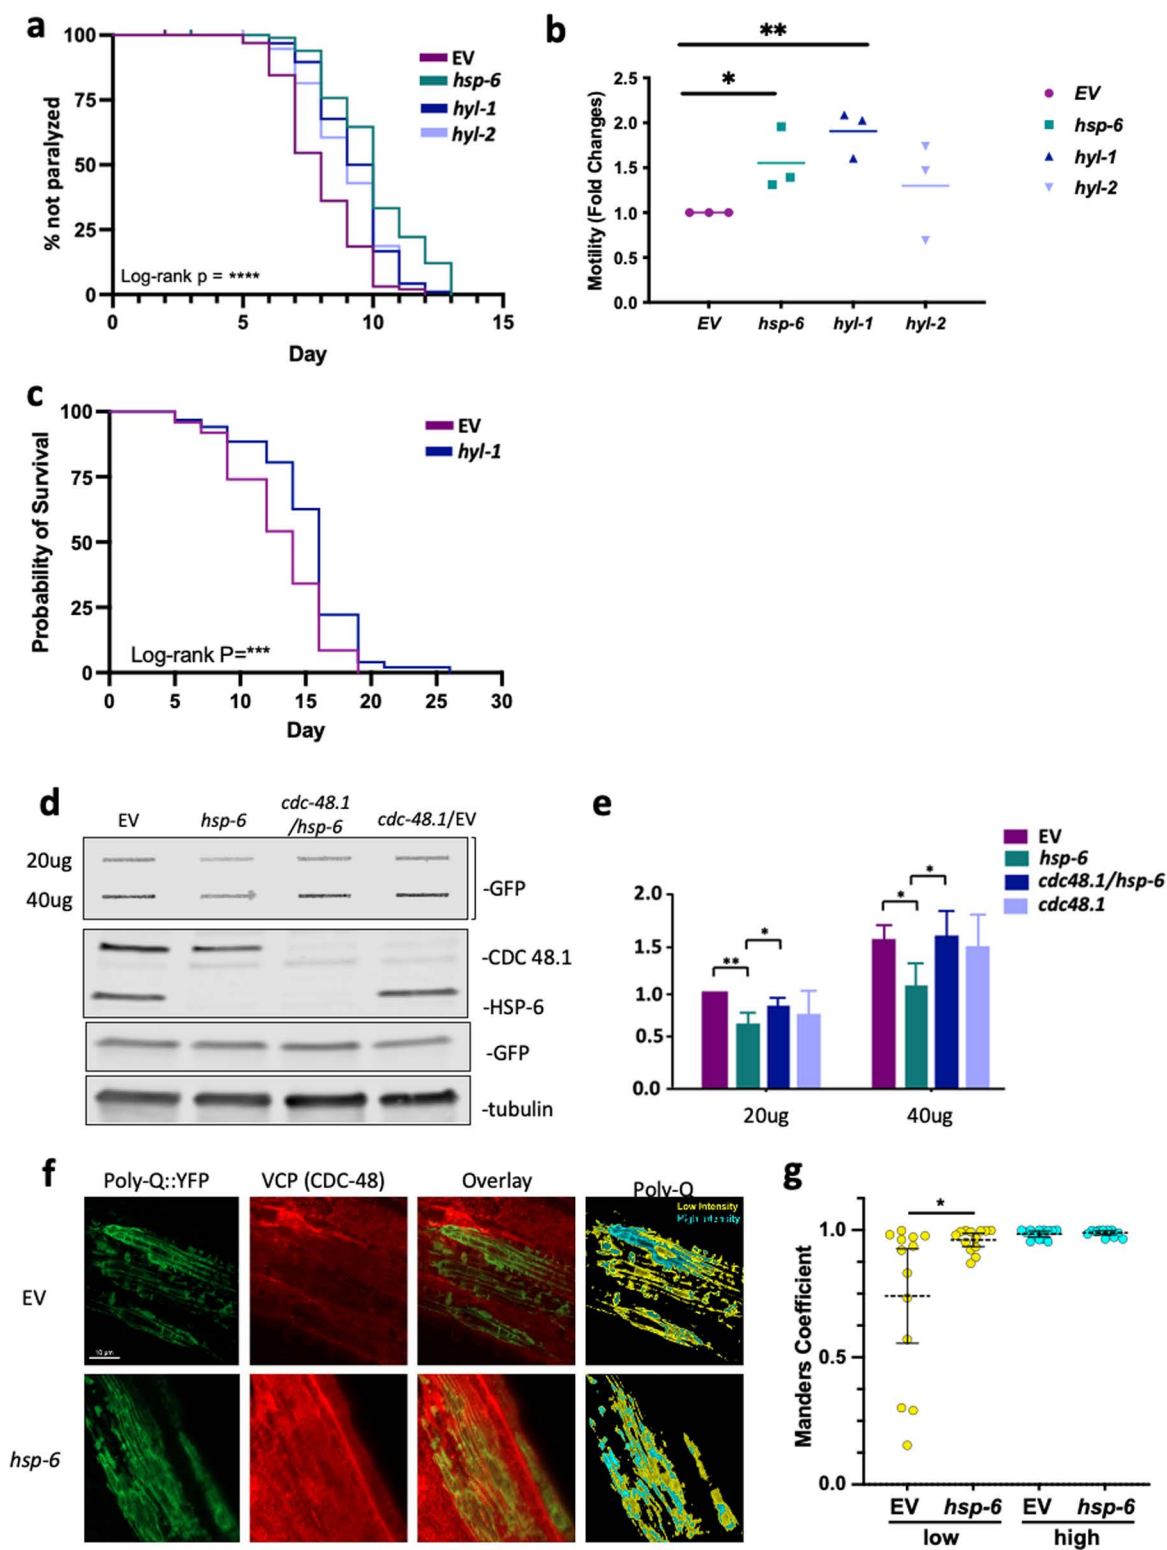 a
100
75
50
25
0
% not paralyzed
EV
hsp-6
hyl-1
hyl-2
Log-rank p = ****
0 5 10 15
Day
b
**
*
2.5
2.0
1.5
1.0
0.5
0.0
Motility (Fold Changes)
EV hsp-6 hyl-1 hyl-2
EV
hsp-6
hyl-1
hyl-2
c
100
75
50
25
0
Probability of Survival
EV
hyl-1
Log-rank P=***
0 5 10 15 20 25 30
Day
d
EV hsp-6 cdc-48.1 /hsp-6 cdc-48.1/EV
20ug
40ug
-GFP
-CDC 48.1
-HSP-6
-GFP
-tubulin
e
EV
hsp-6
cdc48.1/hsp-6
cdc48.1
2.0
1.5
1.0
0.5
0.0
** *
* *
20ug 40ug
f
Poly-Q::YFP VCP (CDC-48) Overlay Poly-Q
Low Intensity
High Intensity
EV
10 µm
hsp-6
g
*
1.0
0.5
0.0
Manders Coefficient
EV hsp-6 EV hsp-6
low high